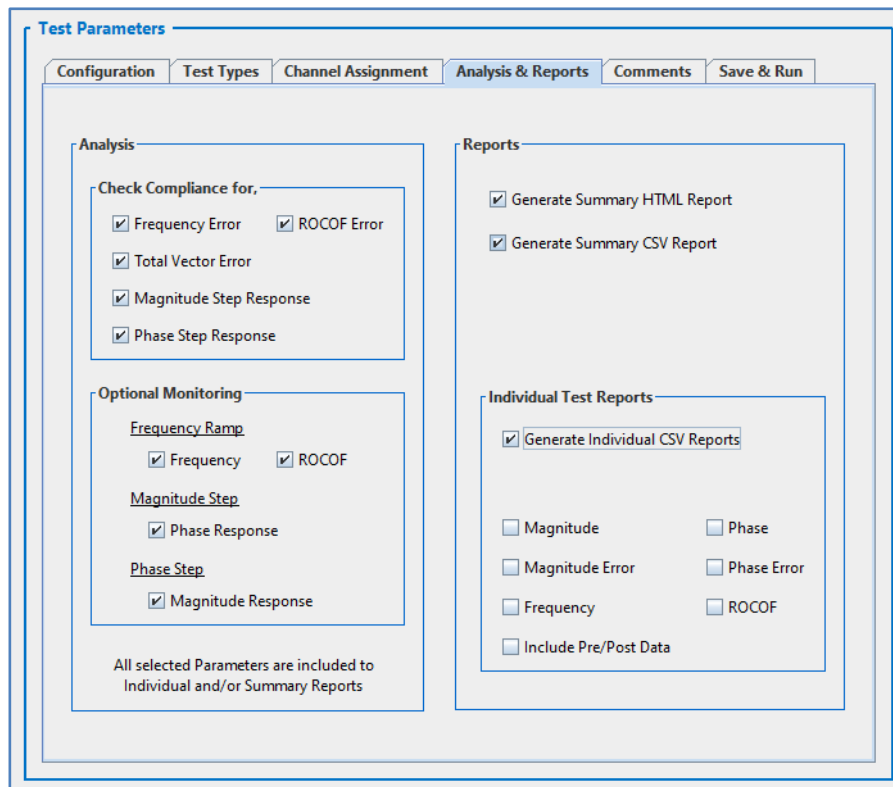 Test Parameters
Configuration
Test Types
Channel Assignment
Analysis & Reports
Comments
Save & Run
Analysis
Check Compliance for,
Frequency Error
ROCOF Error
Total Vector Error
Magnitude Step Response
Phase Step Response
Optional Monitoring
Frequency Ramp
Frequency
ROCOF
Magnitude Step
Phase Response
Phase Step
Magnitude Response
All selected Parameters are included to
Individual and/or Summary Reports
Reports
Generate Summary HTML Report
Generate Summary CSV Report
Individual Test Reports
Generate Individual CSV Reports
Magnitude
Phase
Magnitude Error
Phase Error
Frequency
ROCOF
Include Pre/Post Data